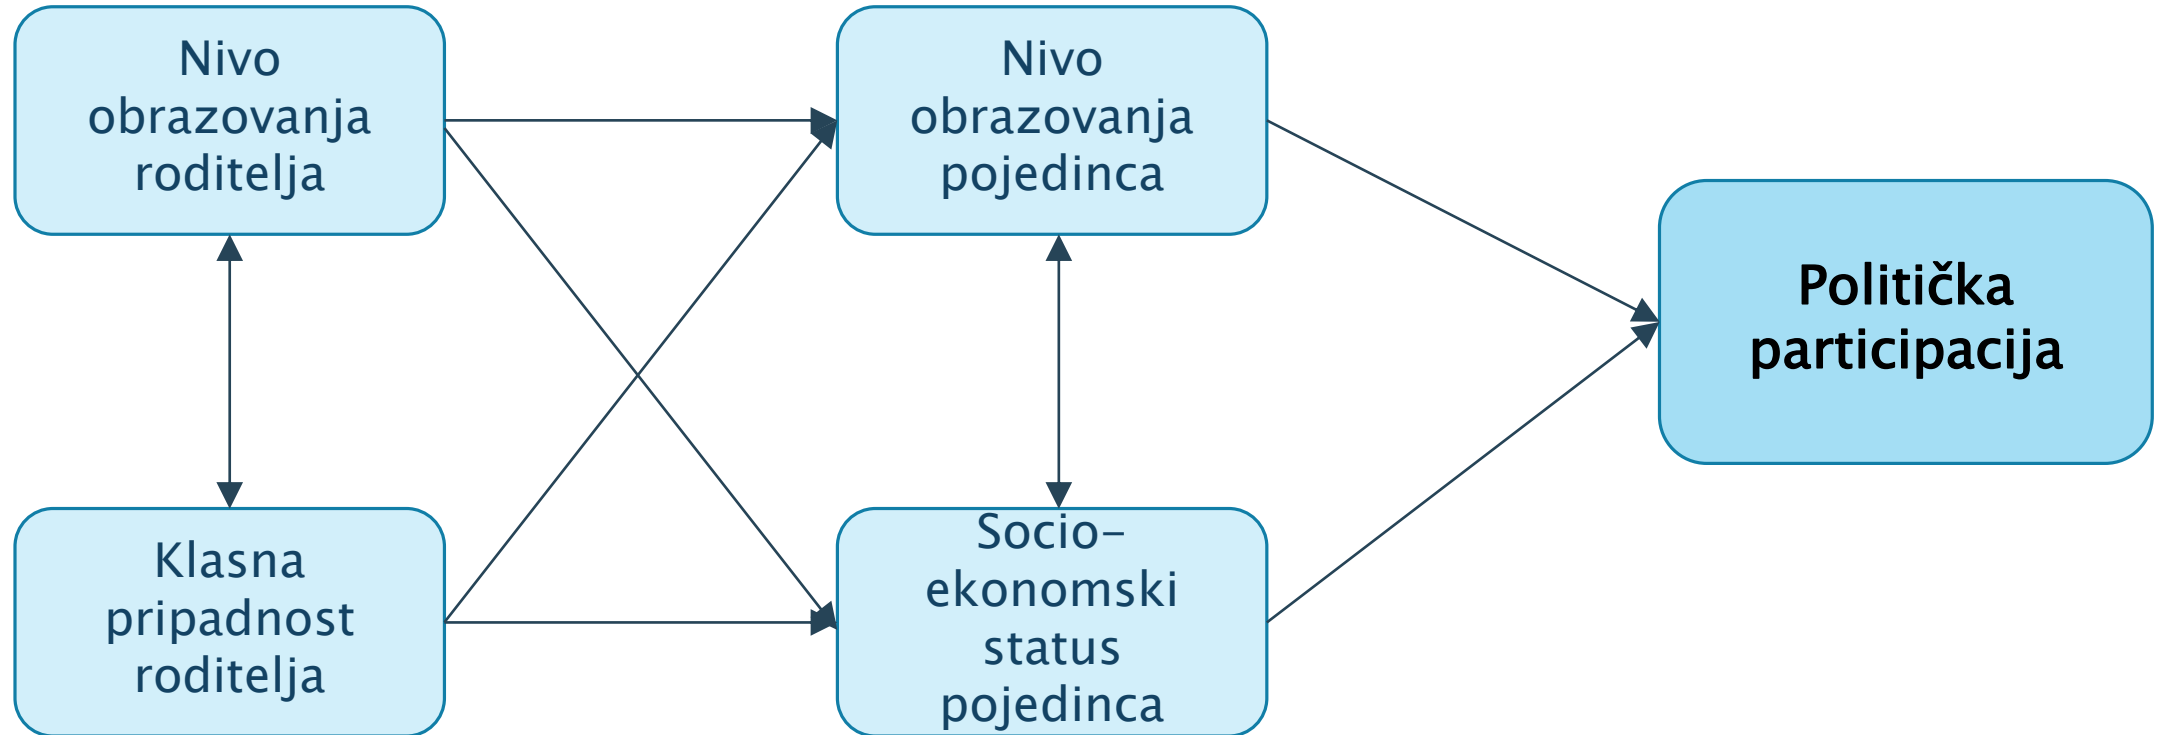 Nivo
obrazovanja
roditelja
Nivo
obrazovanja
pojedinca
Politička
participacija
Klasna
pripadnost
roditelja
Socio-
ekonomski
status
pojedinca